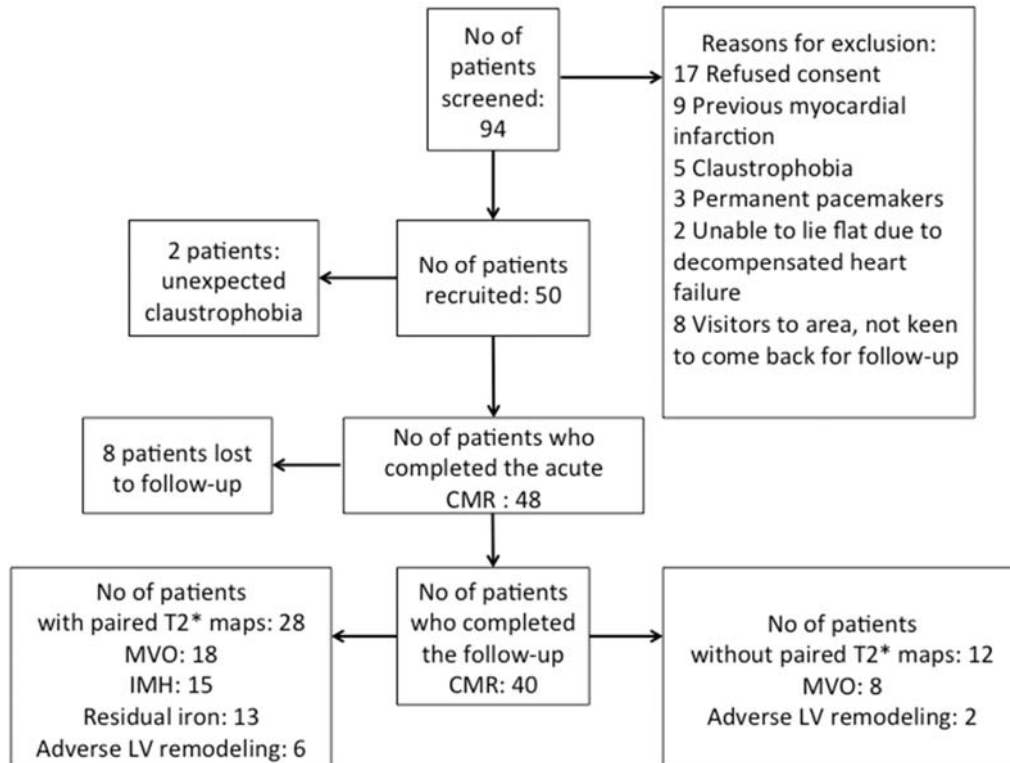 No of
patients
screened:
94
Reasons for exclusion:
17 Refused consent
9 Previous myocardial
infarction
5 Claustrophobia
3 Permanent pacemakers
2 Unable to lie flat due to
decompensated heart
failure
8 Visitors to area, not keen
to come back for follow-up
2 patients:
unexpected
claustrophobia
No of patients
recruited: 50
8 patients lost
to follow-up
No of patients who
completed the acute
CMR : 48
No of patients
with paired T2* maps: 28
MVO: 18
IMH: 15
Residual iron: 13
Adverse LV remodeling: 6
No of patients
who completed
the follow-up
CMR: 40
No of patients
without paired T2* maps: 12
MVO: 8
Adverse LV remodeling: 2